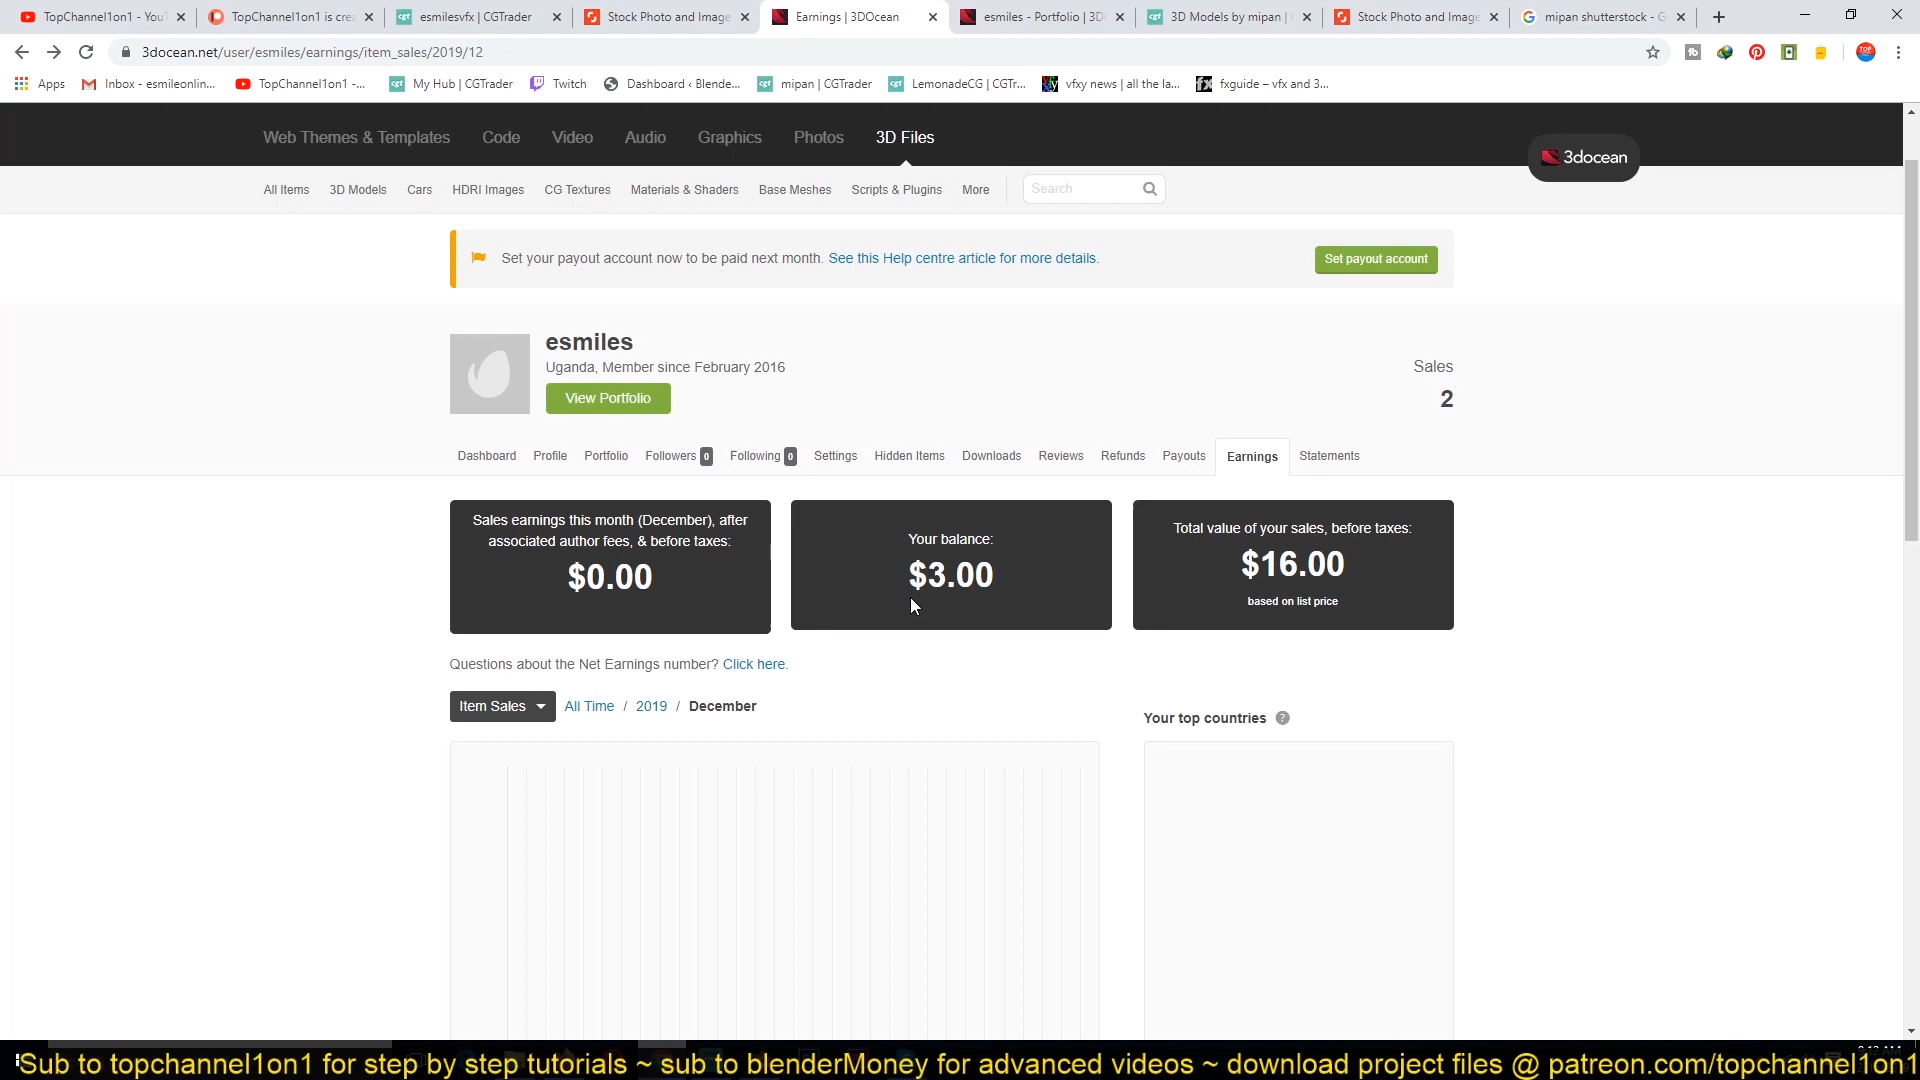 TopChannel1on1 - YouT
TopChannel1on1 is crea
esmilesvfx | CGTrader
Stock Photo and Image
Earnings | 3DOcean
esmiles - Portfolio | 3DO
3D Models by mipan |
Stock Photo and Image
mipan shutterstock - G
3docean.net/user/esmiles/earnings/item_sales/2019/12
Apps
Inbox - esmileonlin...
TopChannel1on1 -...
My Hub | CGTrader
Twitch
Dashboard ‹ Blende...
mipan | CGTrader
LemonadeCG | CGTr...
vfxy news | all the la...
fxguide – vfx and 3...
Web Themes & Templates Code Video Audio Graphics Photos 3D Files
3docean
All Items 3D Models Cars HDRI Images CG Textures Materials & Shaders Base Meshes Scripts & Plugins More Search
Set your payout account now to be paid next month. See this Help centre article for more details.
Set payout account
esmiles
Uganda, Member since February 2016
View Portfolio
Sales
2
Dashboard Profile Portfolio Followers 0 Following 0 Settings Hidden Items Downloads Reviews Refunds Payouts Earnings Statements
Sales earnings this month (December), after
associated author fees, & before taxes:
$0.00
Your balance:
$3.00
Total value of your sales, before taxes:
$16.00
based on list price
Questions about the Net Earnings number? Click here.
Item Sales All Time / 2019 / December
Your top countries ?
Sub to topchannel1on1 for step by step tutorials ~ sub to blenderMoney for advanced videos ~ download project files @ patreon.com/topchannel1on1